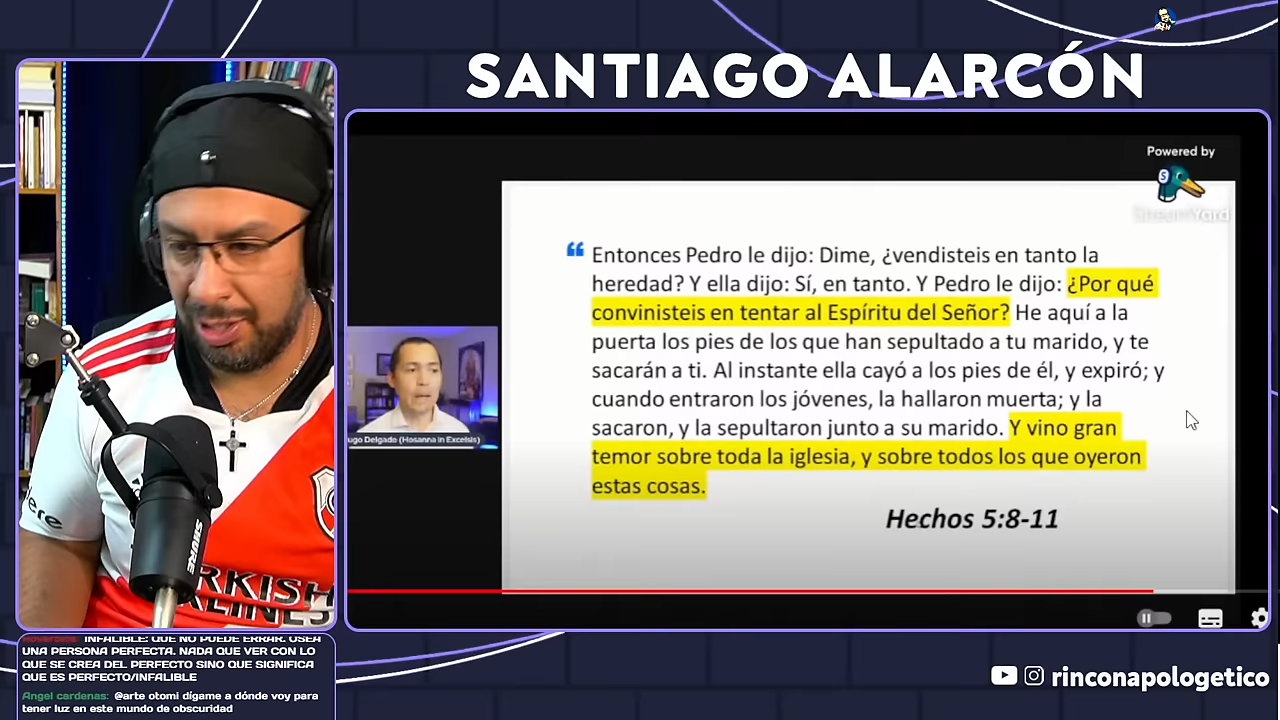 SANTIAGO ALARCÓN
Powered by
StreamYard
“ Entonces Pedro le dijo: Dime, ¿vendisteis en tanto la
heredad? Y ella dijo: Sí, en tanto. Y Pedro le dijo: ¿Por qué
convinisteis en tentar al Espíritu del Señor? He aquí a la
puerta los pies de los que han sepultado a tu marido, y te
sacarán a ti. Al instante ella cayó a los pies de él, y expiró; y
cuando entraron los jóvenes, la hallaron muerta; y la
sacaron, y la sepultaron junto a su marido. Y vino gran
temor sobre toda la iglesia, y sobre todos los que oyeron
estas cosas.
Hechos 5:8-11
ugo Delgado (Hosanna in Excelsis)
SHURE
RKISH
RLINES
INFALIBLE: QUE NO PUEDE ERRAR. OSEA
UNA PERSONA PERFECTA. NADA QUE VER CON LO
QUE SE CREA DEL PERFECTO SINO QUE SIGNIFICA
QUE ES PERFECTO/INFALIBLE
Angel cardenas: @arte otomi dígame a dónde voy para
tener luz en este mundo de obscuridad
rinconapologetico